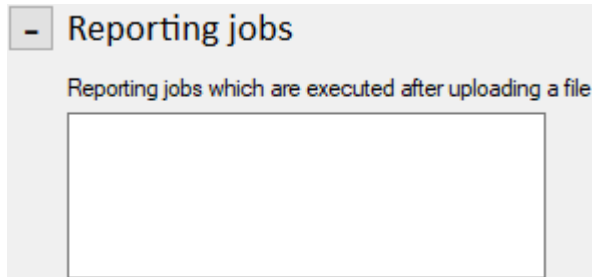 - Reporting jobs
Reporting jobs which are executed after uploading a file